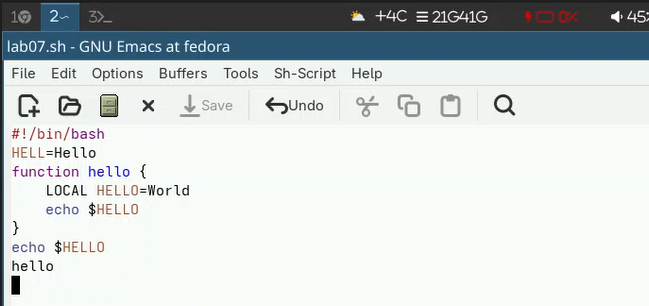 1 2~ 3>_ +4C 21G41G 0% 45%
lab07.sh - GNU Emacs at fedora
File Edit Options Buffers Tools Sh-Script Help
Save Undo
#!/bin/bash
HELL=Hello
function hello {
    LOCAL HELLO=World
    echo $HELLO
}
echo $HELLO
hello